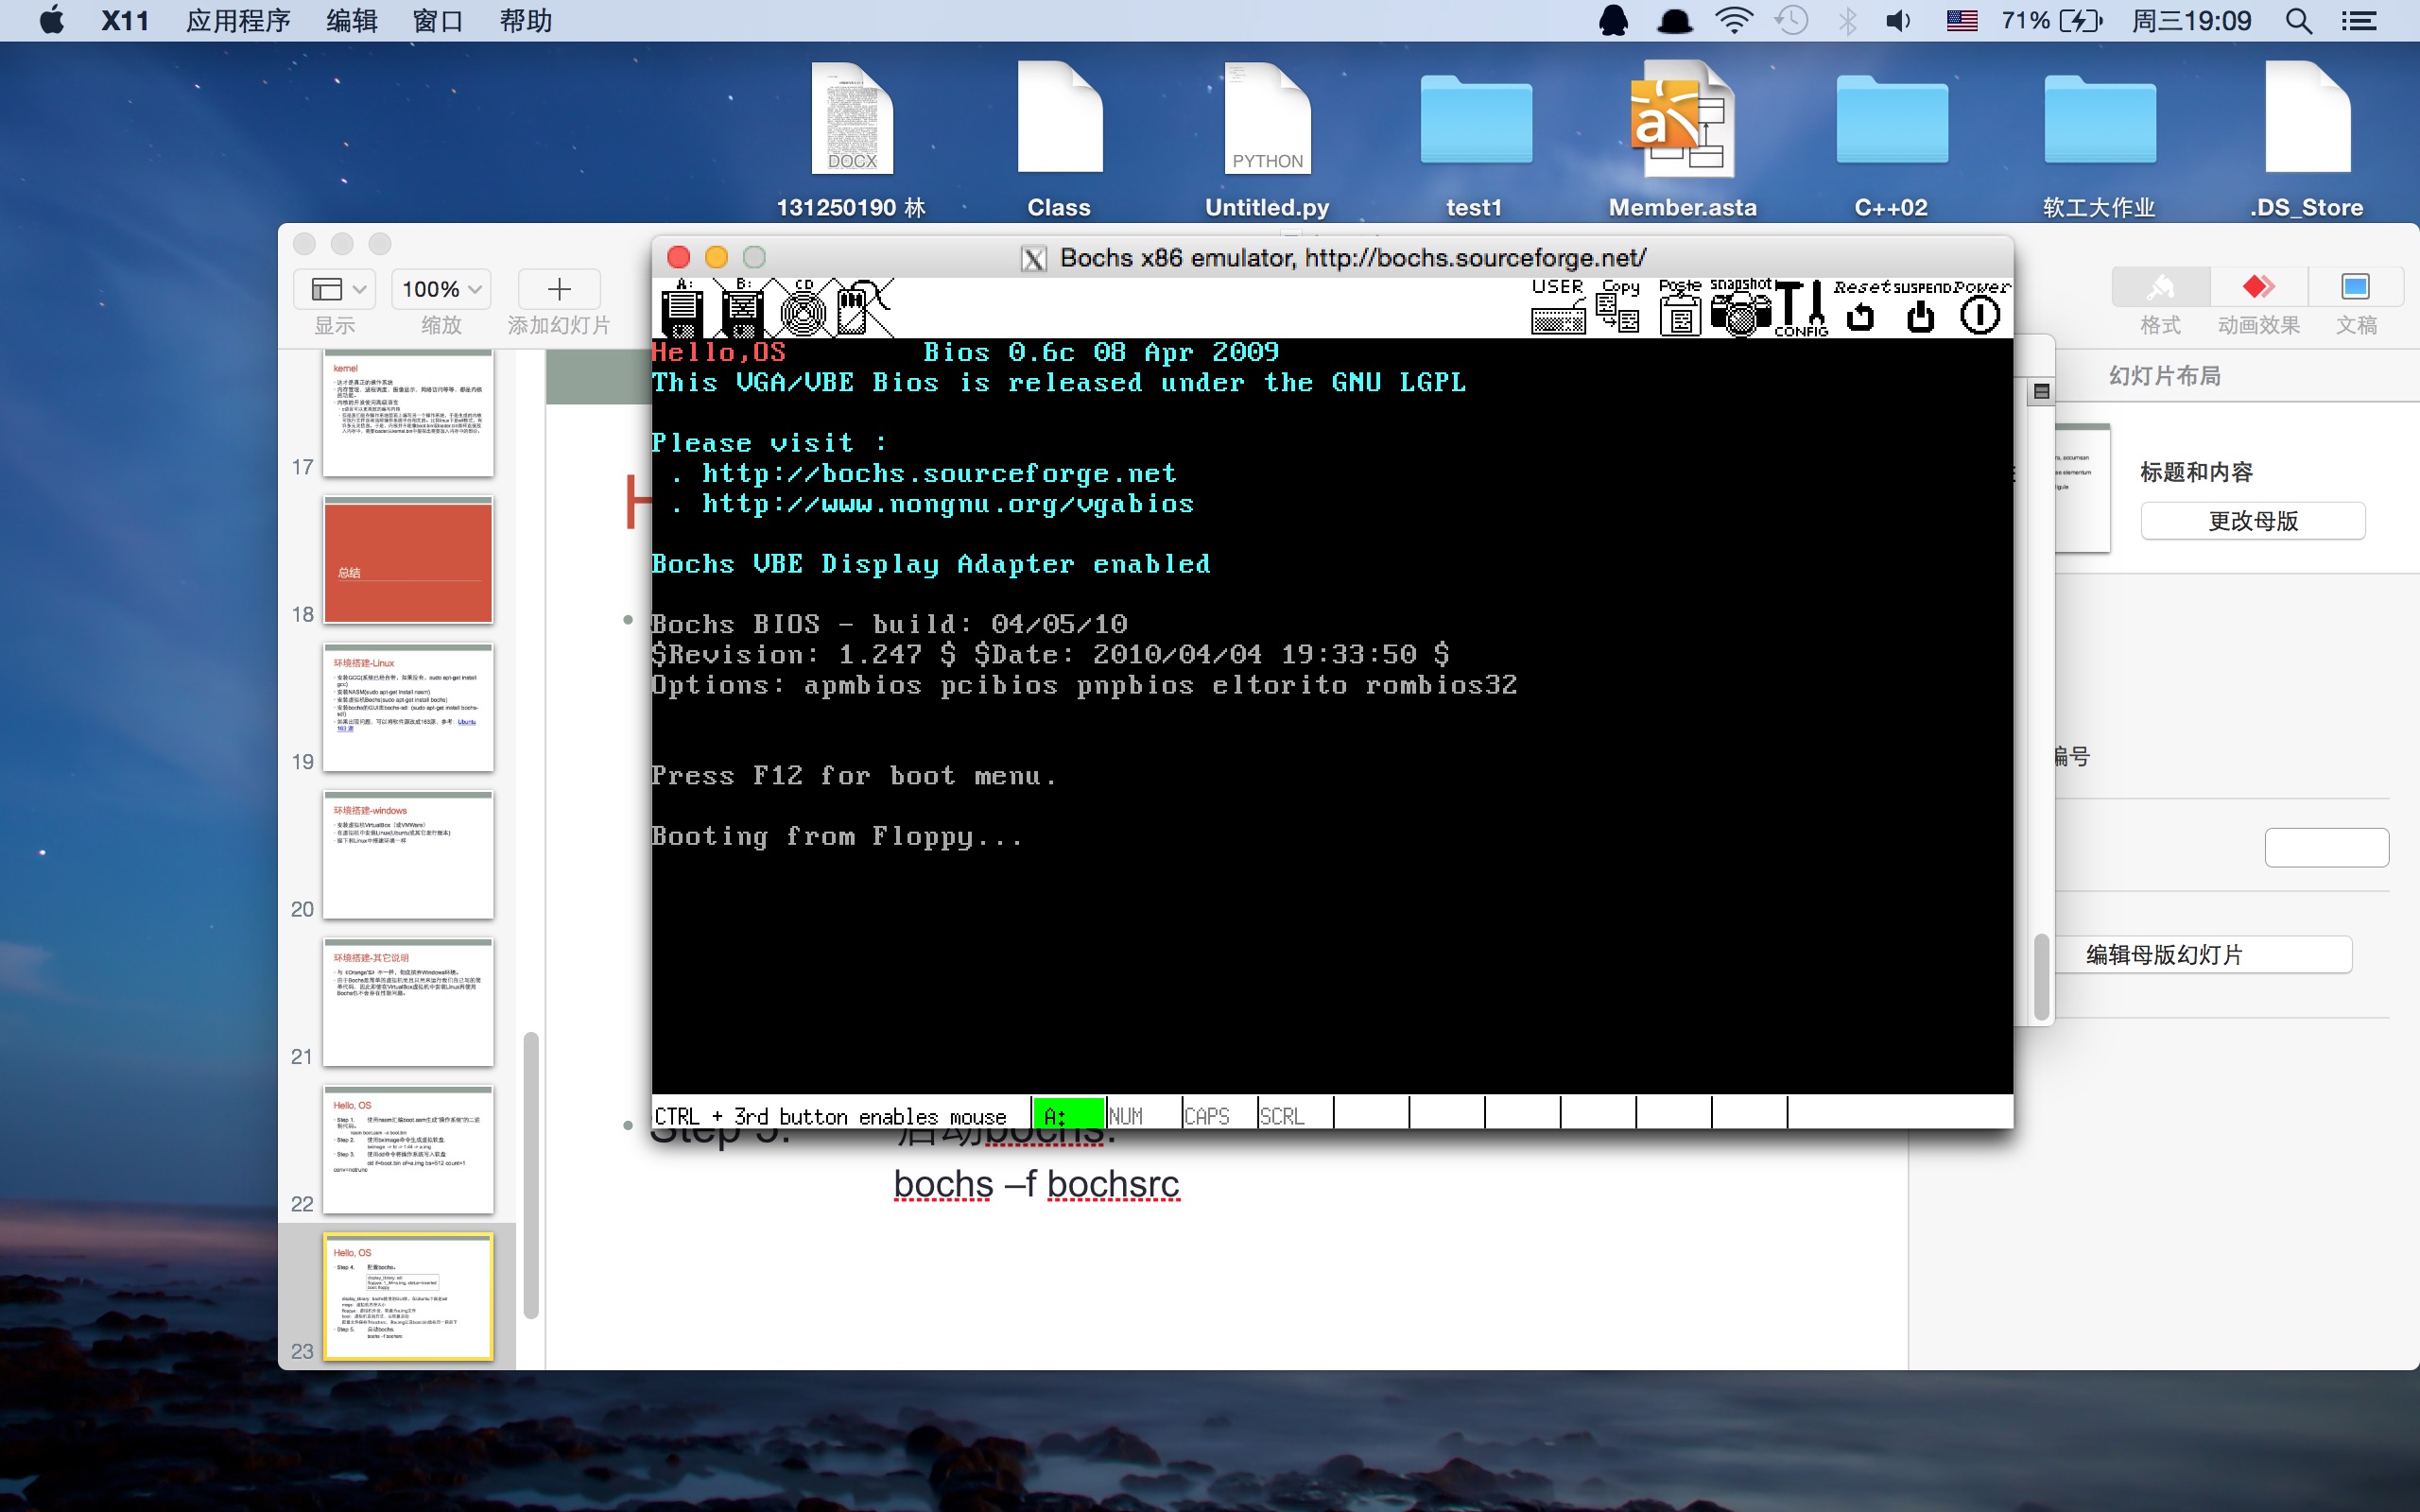 X11 应用程序 编辑 窗口 帮助 71% 周三19:09
DOCX
PYTHON
a
131250190 林
Class
Untitled.py
test1
Member.asta
C++02
软工大作业
.DS_Store
Bochs x86 emulator, http://bochs.sourceforge.net/
100%
显示
缩放
添加幻灯片
格式
动画效果
文稿
A:
B:
CD
USER
Copy
Paste
snapshot
CONFIG
Reset
SUSPEND
Power
Hello,OS Bios 0.6c 08 Apr 2009
This VGA/VBE Bios is released under the GNU LGPL
Please visit :
. http://bochs.sourceforge.net
. http://www.nongnu.org/vgabios
Bochs VBE Display Adapter enabled
Bochs BIOS - build: 04/05/10
$Revision: 1.247 $ $Date: 2010/04/04 19:33:50 $
Options: apmbios pcibios pnpbios eltorito rombios32
Press F12 for boot menu.
Booting from Floppy...
CTRL + 3rd button enables mouse A: NUM CAPS SCRL
Step 5. 启动bochs.
bochs –f bochsrc
幻灯片布局
标题和内容
更改母版
编号
编辑母版幻灯片
kernel
17
总结
18
环境搭建-Linux
19
环境搭建-windows
20
环境搭建-其它说明
21
Hello, OS
22
Hello, OS
23